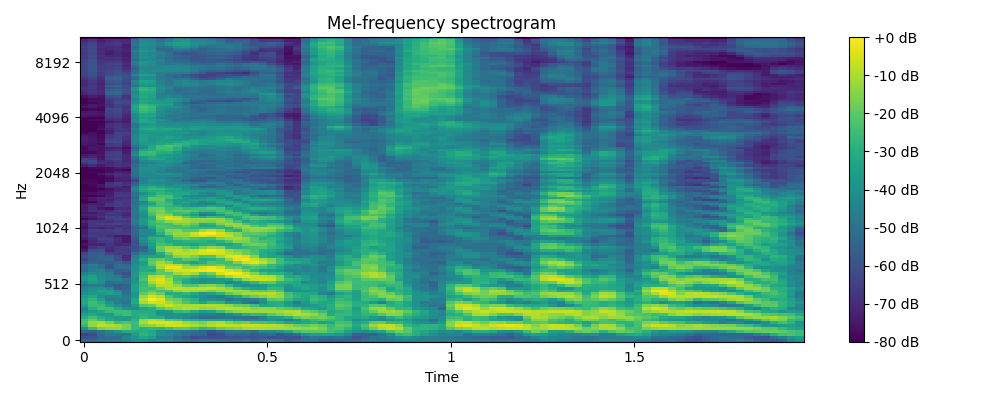 Mel-frequency spectrogram
+0 dB
8192
-10 dB
4096
-20 dB
-30 dB
2048
Hz
-40 dB
1024
-50 dB
512
-60 dB
-70 dB
0
-80 dB
0 0.5 1 1.5
Time